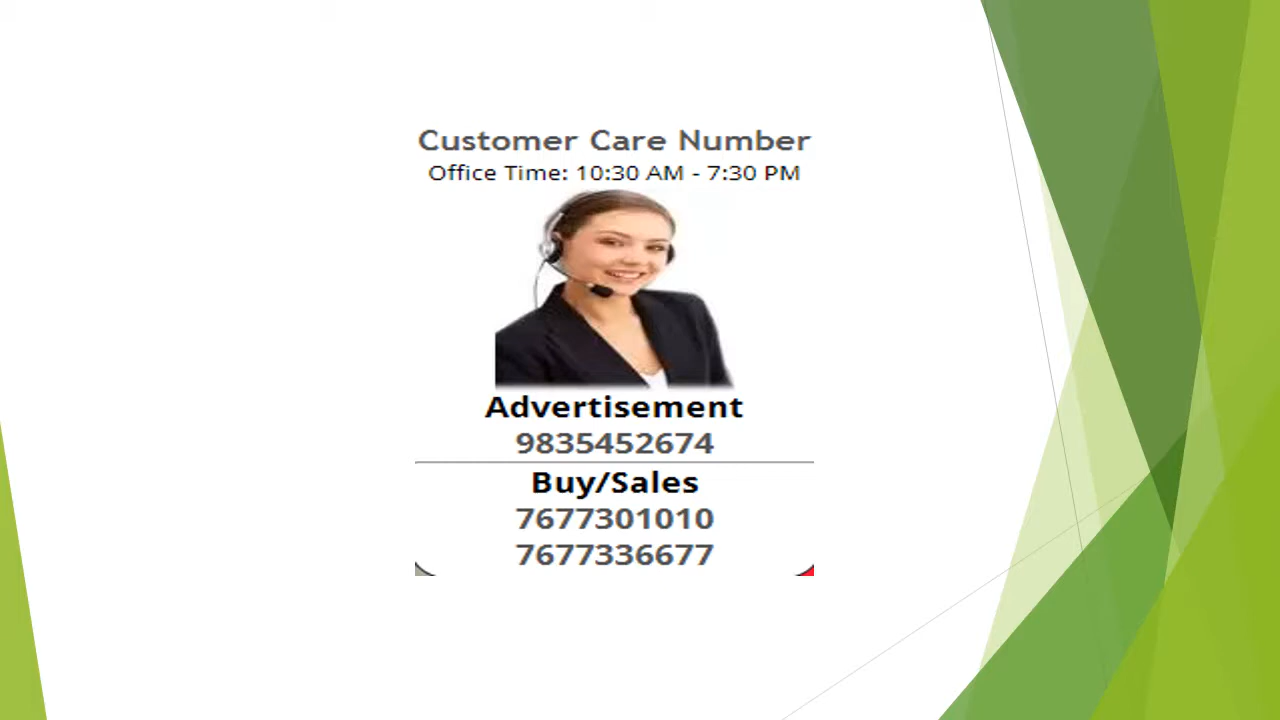 Customer Care Number
Office Time: 10:30 AM - 7:30 PM
Advertisement
9835452674
Buy/Sales
7677301010
7677336677